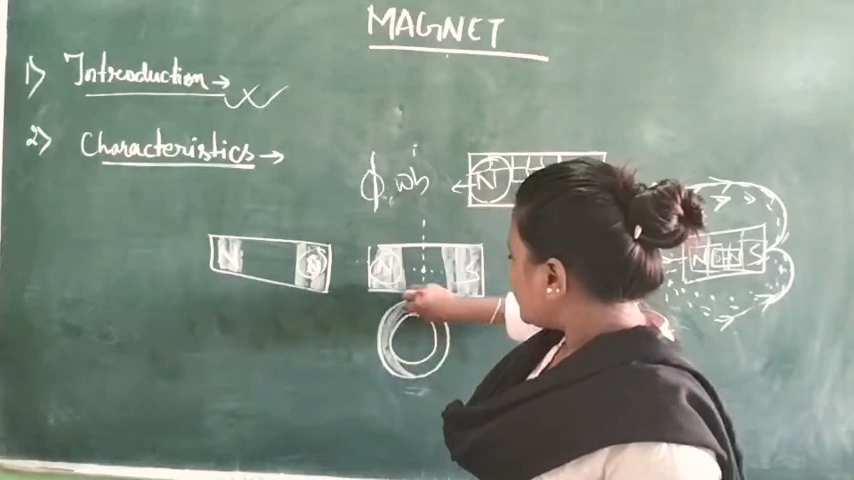 MAGNET
1) Introduction →
2) Characteristics →
Φ, wb
N
N
N
N
S
N
S
N
S